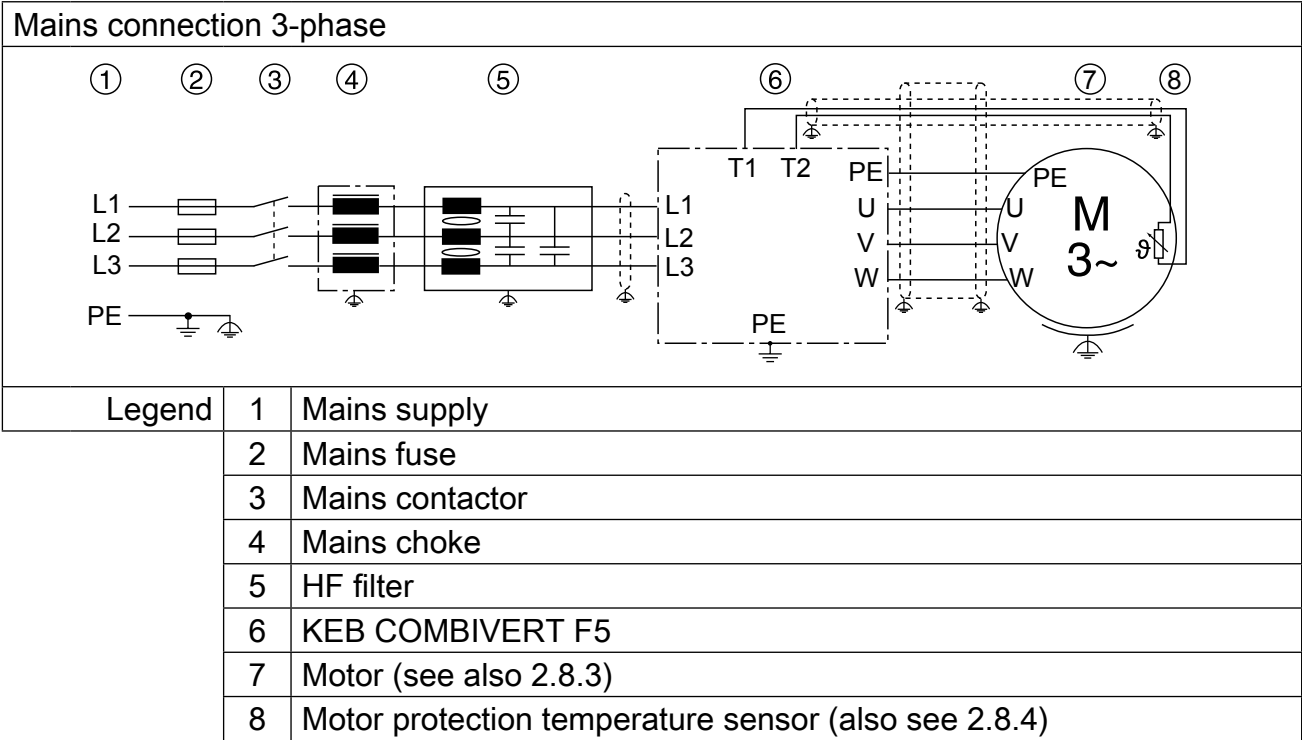 Mains connection 3-phase
1 2 3 4 5 6 7 8
T1 T2 PE PE
L1 L1 U U M
L2 L2 V V 3~ ϑ
L3 L3 W W
PE PE
Legend 1 Mains supply
2 Mains fuse
3 Mains contactor
4 Mains choke
5 HF filter
6 KEB COMBIVERT F5
7 Motor (see also 2.8.3)
8 Motor protection temperature sensor (also see 2.8.4)